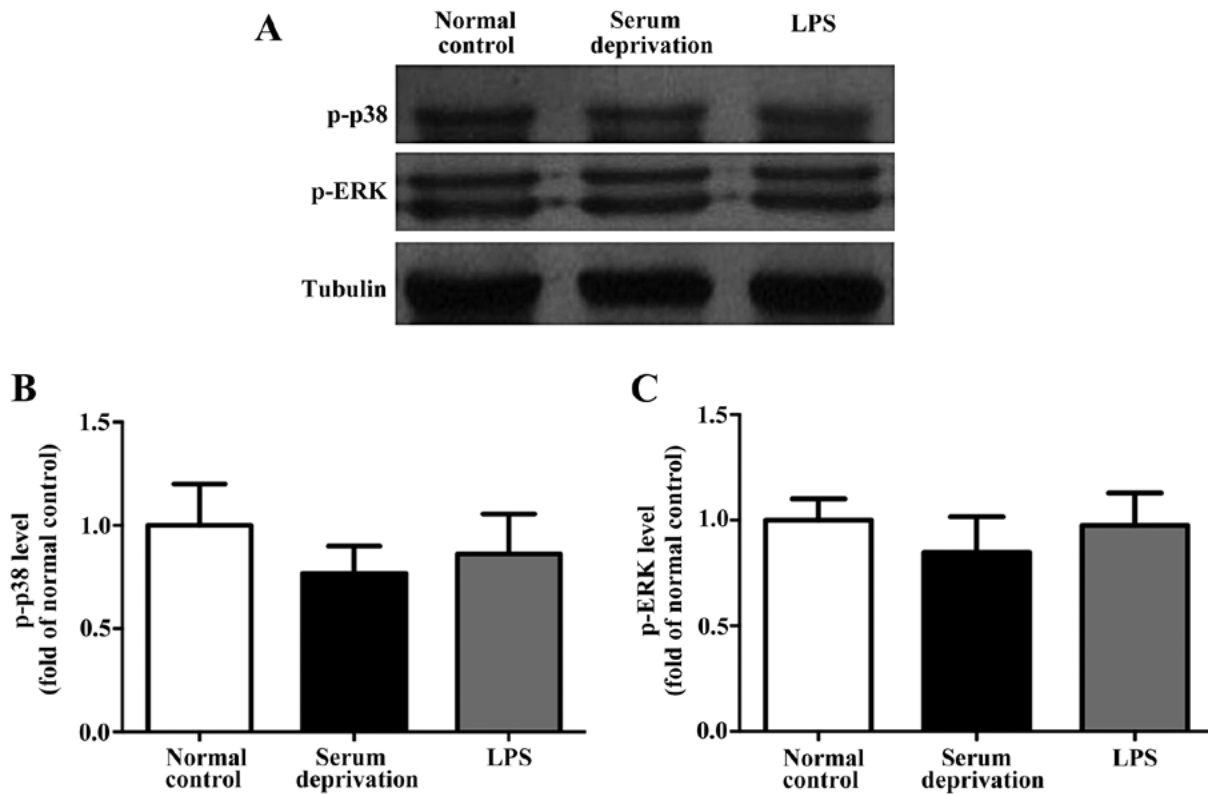 A
Normal
control
Serum
deprivation
LPS
p-p38
p-ERK
Tubulin
B
p-p38 level
(fold of normal control)
1.5
1.0
0.5
0.0
Normal
control
Serum
deprivation
LPS
C
p-ERK level
(fold of normal control)
1.5
1.0
0.5
0.0
Normal
control
Serum
deprivation
LPS